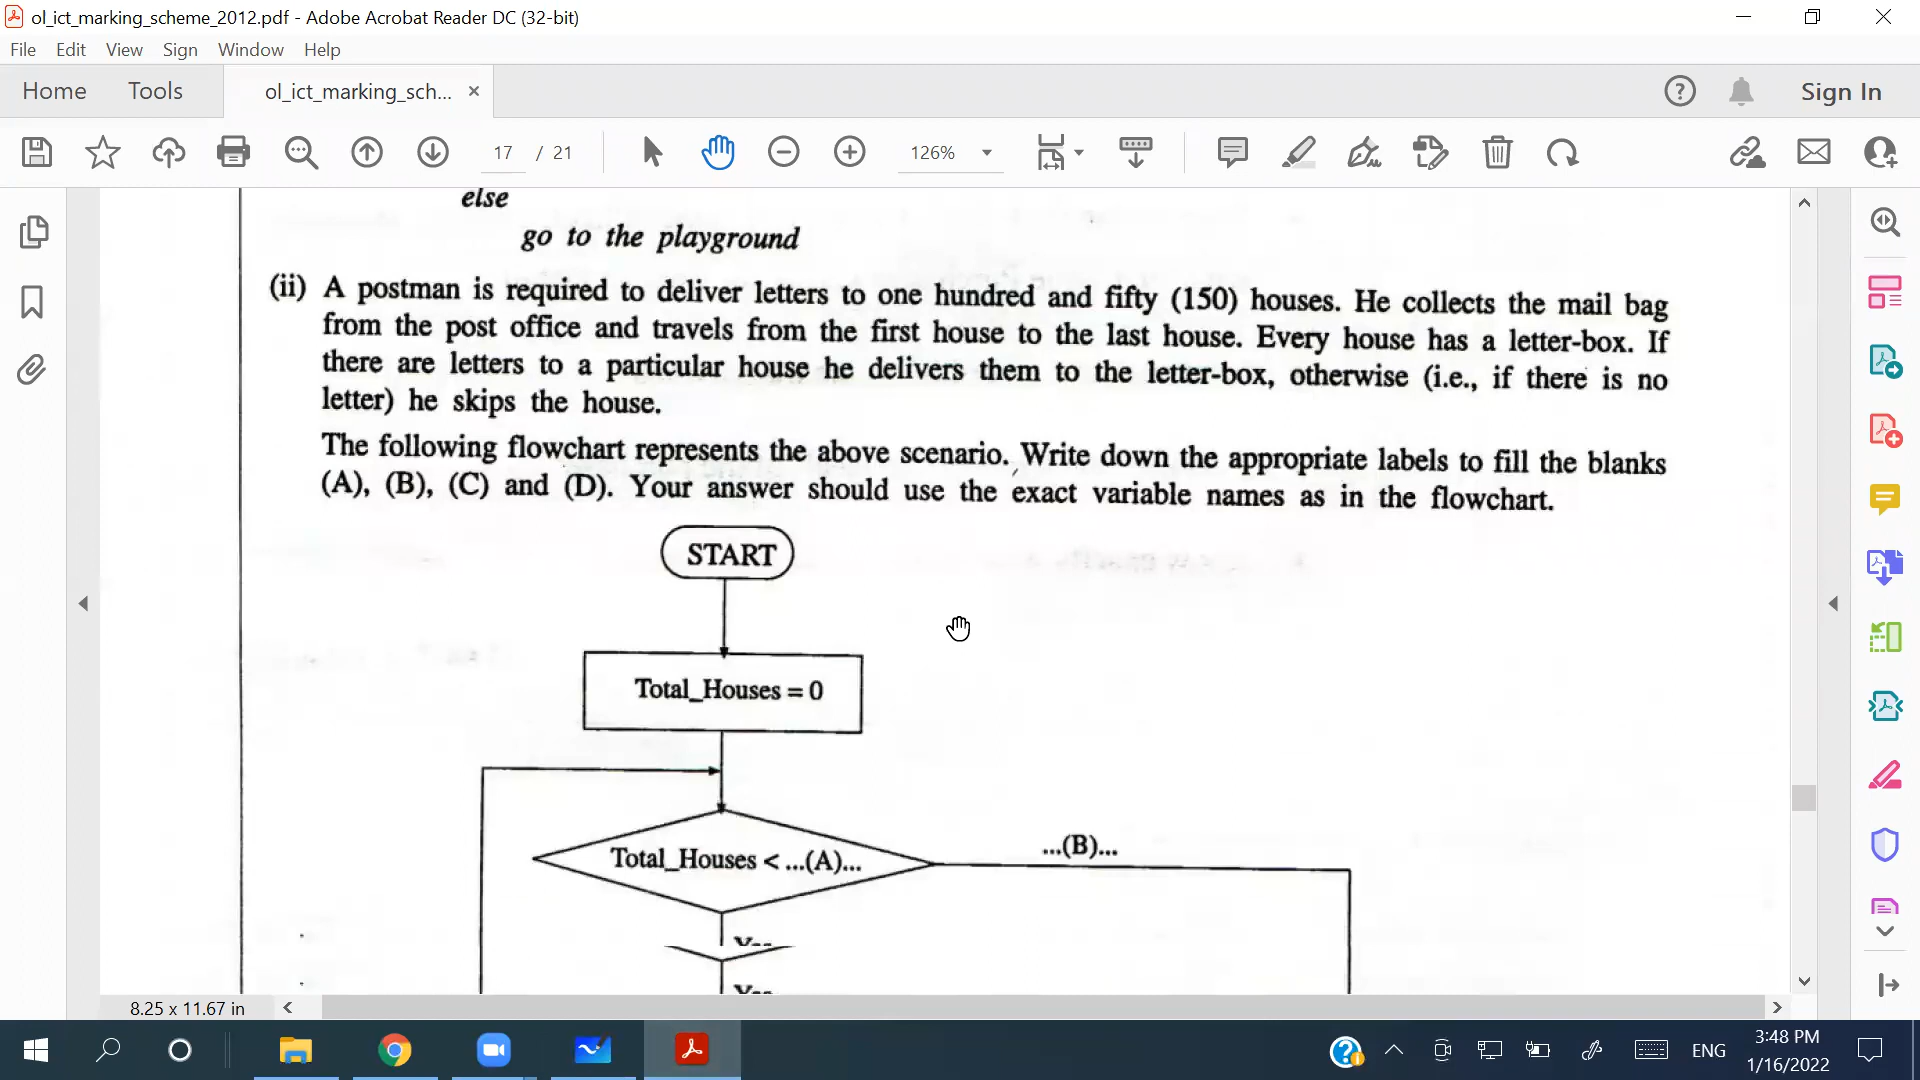 ol_ict_marking_scheme_2012.pdf - Adobe Acrobat Reader DC (32-bit)
File Edit View Sign Window Help
Home Tools ol_ict_marking_sch... × Sign In
17 / 21 126%
else
go to the playground
(ii) A postman is required to deliver letters to one hundred and fifty (150) houses. He collects the mail bag
from the post office and travels from the first house to the last house. Every house has a letter-box. If
there are letters to a particular house he delivers them to the letter-box, otherwise (i.e., if there is no
letter) he skips the house.
The following flowchart represents the above scenario. Write down the appropriate labels to fill the blanks
(A), (B), (C) and (D). Your answer should use the exact variable names as in the flowchart.
START
Total_Houses = 0
...(B)...
Total_Houses < ...(A)...
8.25 x 11.67 in
ENG
3:48 PM
1/16/2022